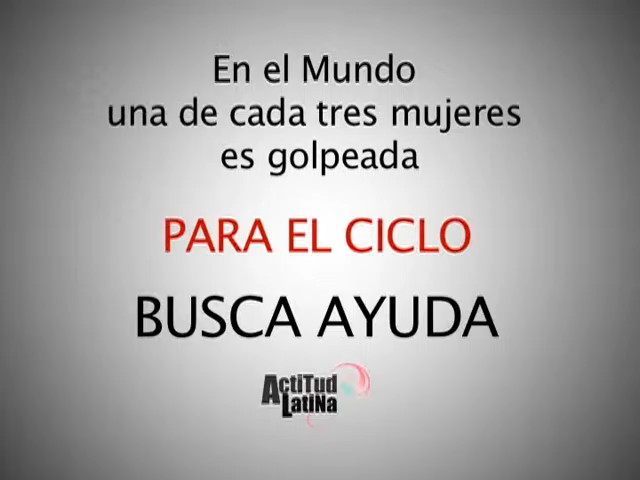 En el Mundo
una de cada tres mujeres
es golpeada
PARA EL CICLO
BUSCA AYUDA
ActiTud
LatiNa